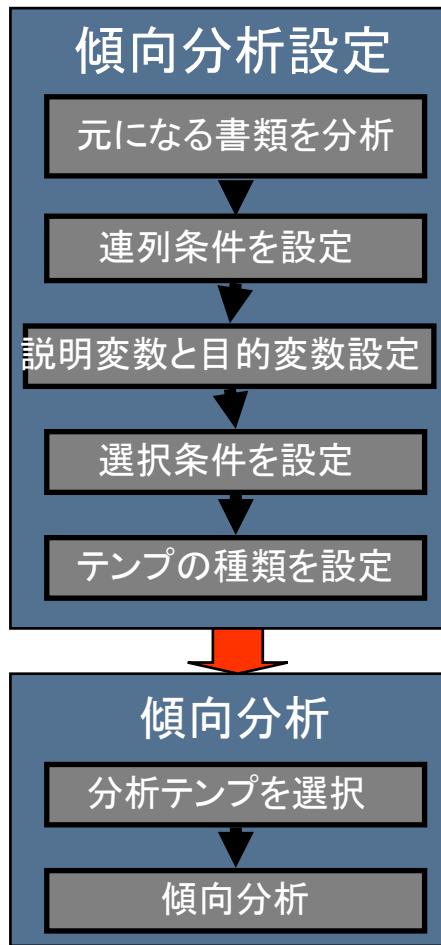 傾向分析設定
元になる書類を分析
連列条件を設定
説明変数と目的変数設定
選択条件を設定
テンプの種類を設定
傾向分析
分析テンプを選択
傾向分析